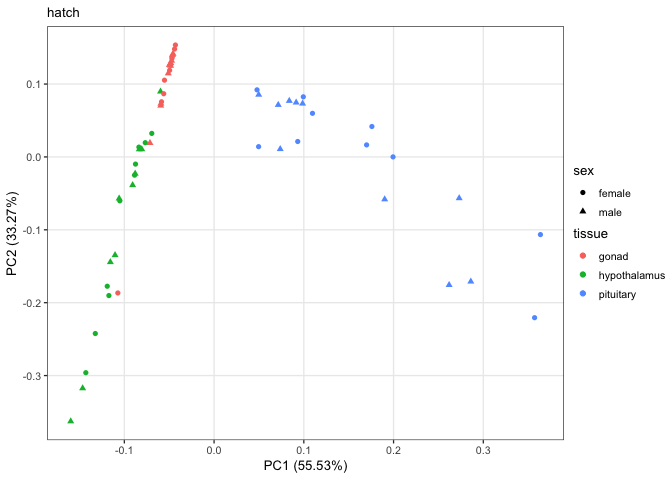 hatch
0.1
0.0
-0.1
-0.2
-0.3
PC2 (33.27%)
-0.1
0.0
0.1
0.2
0.3
PC1 (55.53%)
sex
female
male
tissue
gonad
hypothalamus
pituitary